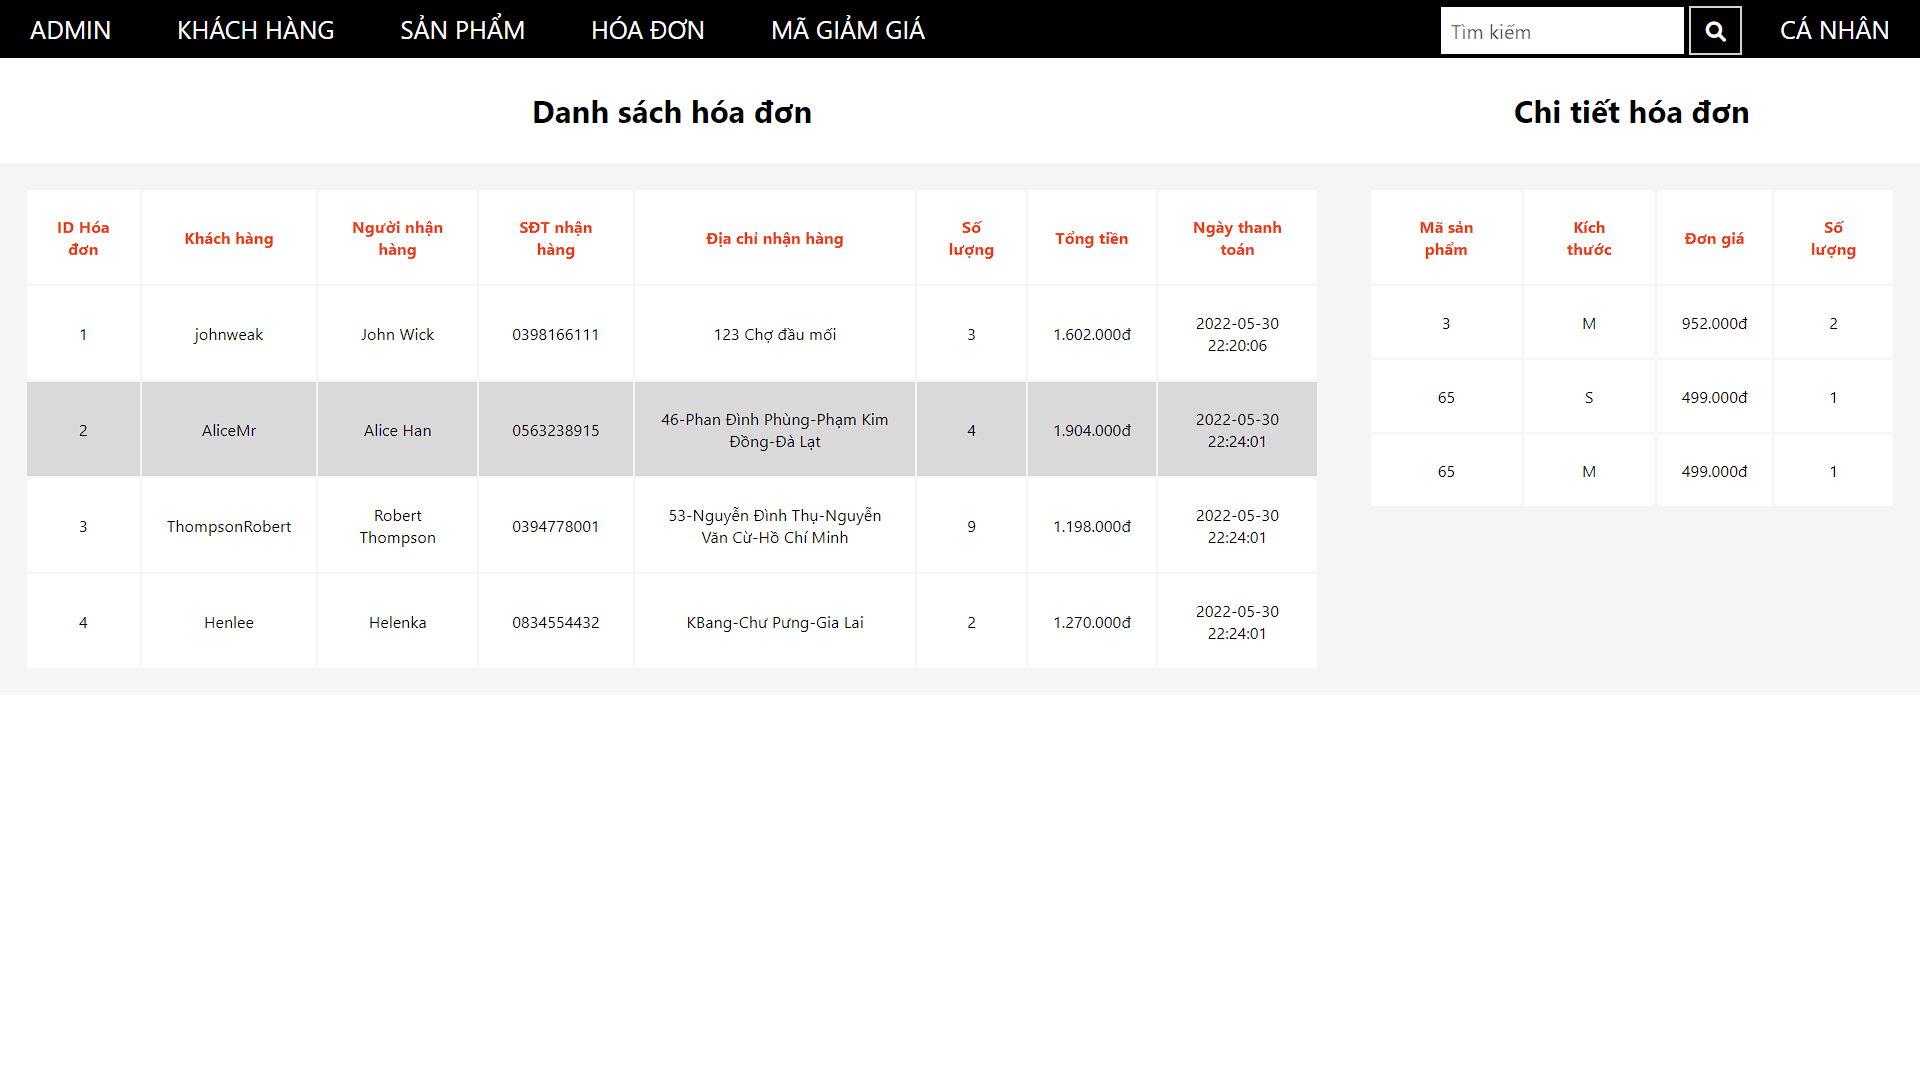 ADMIN KHÁCH HÀNG SẢN PHẨM HÓA ĐƠN MÃ GIẢM GIÁ Tìm kiếm CÁ NHÂN
Danh sách hóa đơn
ID Hóa đơn Khách hàng Người nhận hàng SĐT nhận hàng Địa chỉ nhận hàng Số lượng Tổng tiền Ngày thanh toán
1 johnweak John Wick 0398166111 123 Chợ đầu mối 3 1.602.000đ 2022-05-30 22:20:06
2 AliceMr Alice Han 0563238915 46-Phan Đình Phùng-Phạm Kim Đồng-Đà Lạt 4 1.904.000đ 2022-05-30 22:24:01
3 ThompsonRobert Robert Thompson 0394778001 53-Nguyễn Đình Thụ-Nguyễn Văn Cừ-Hồ Chí Minh 9 1.198.000đ 2022-05-30 22:24:01
4 Henlee Helenka 0834554432 KBang-Chư Pưng-Gia Lai 2 1.270.000đ 2022-05-30 22:24:01
Chi tiết hóa đơn
Mã sản phẩm Kích thước Đơn giá Số lượng
3 M 952.000đ 2
65 S 499.000đ 1
65 M 499.000đ 1